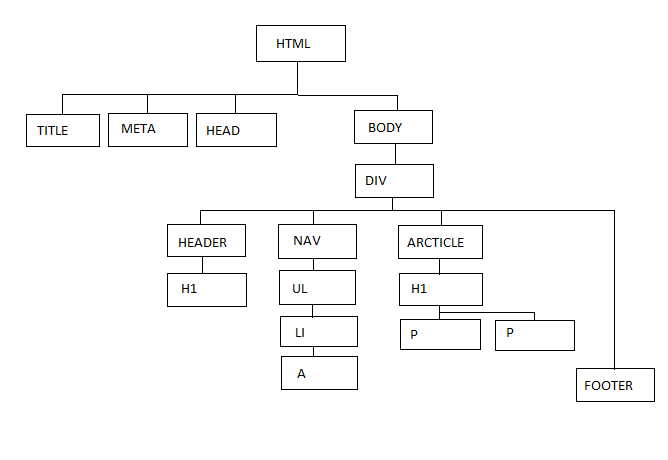 HTML
TITLE
META
HEAD
BODY
DIV
HEADER
NAV
ARCTICLE
H1
UL
H1
LI
P
P
A
FOOTER